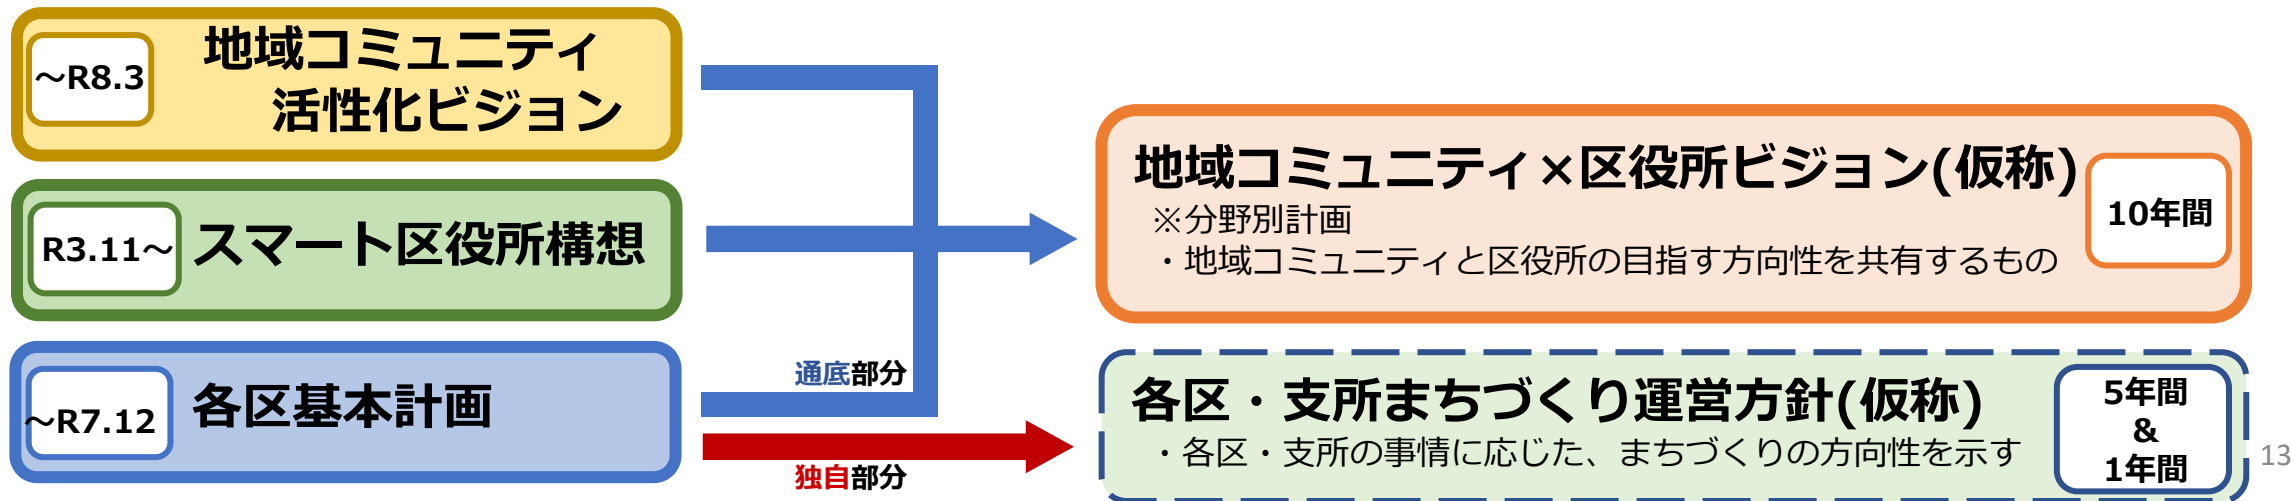 ～R8.3
地域コミュニティ
活性化ビジョン
R3.11～
スマート区役所構想
～R7.12
各区基本計画
通底部分
独自部分
地域コミュニティ×区役所ビジョン(仮称)
※分野別計画
・地域コミュニティと区役所の目指す方向性を共有するもの
10年間
各区・支所まちづくり運営方針(仮称)
・各区・支所の事情に応じた、まちづくりの方向性を示す
5年間
&
1年間
13